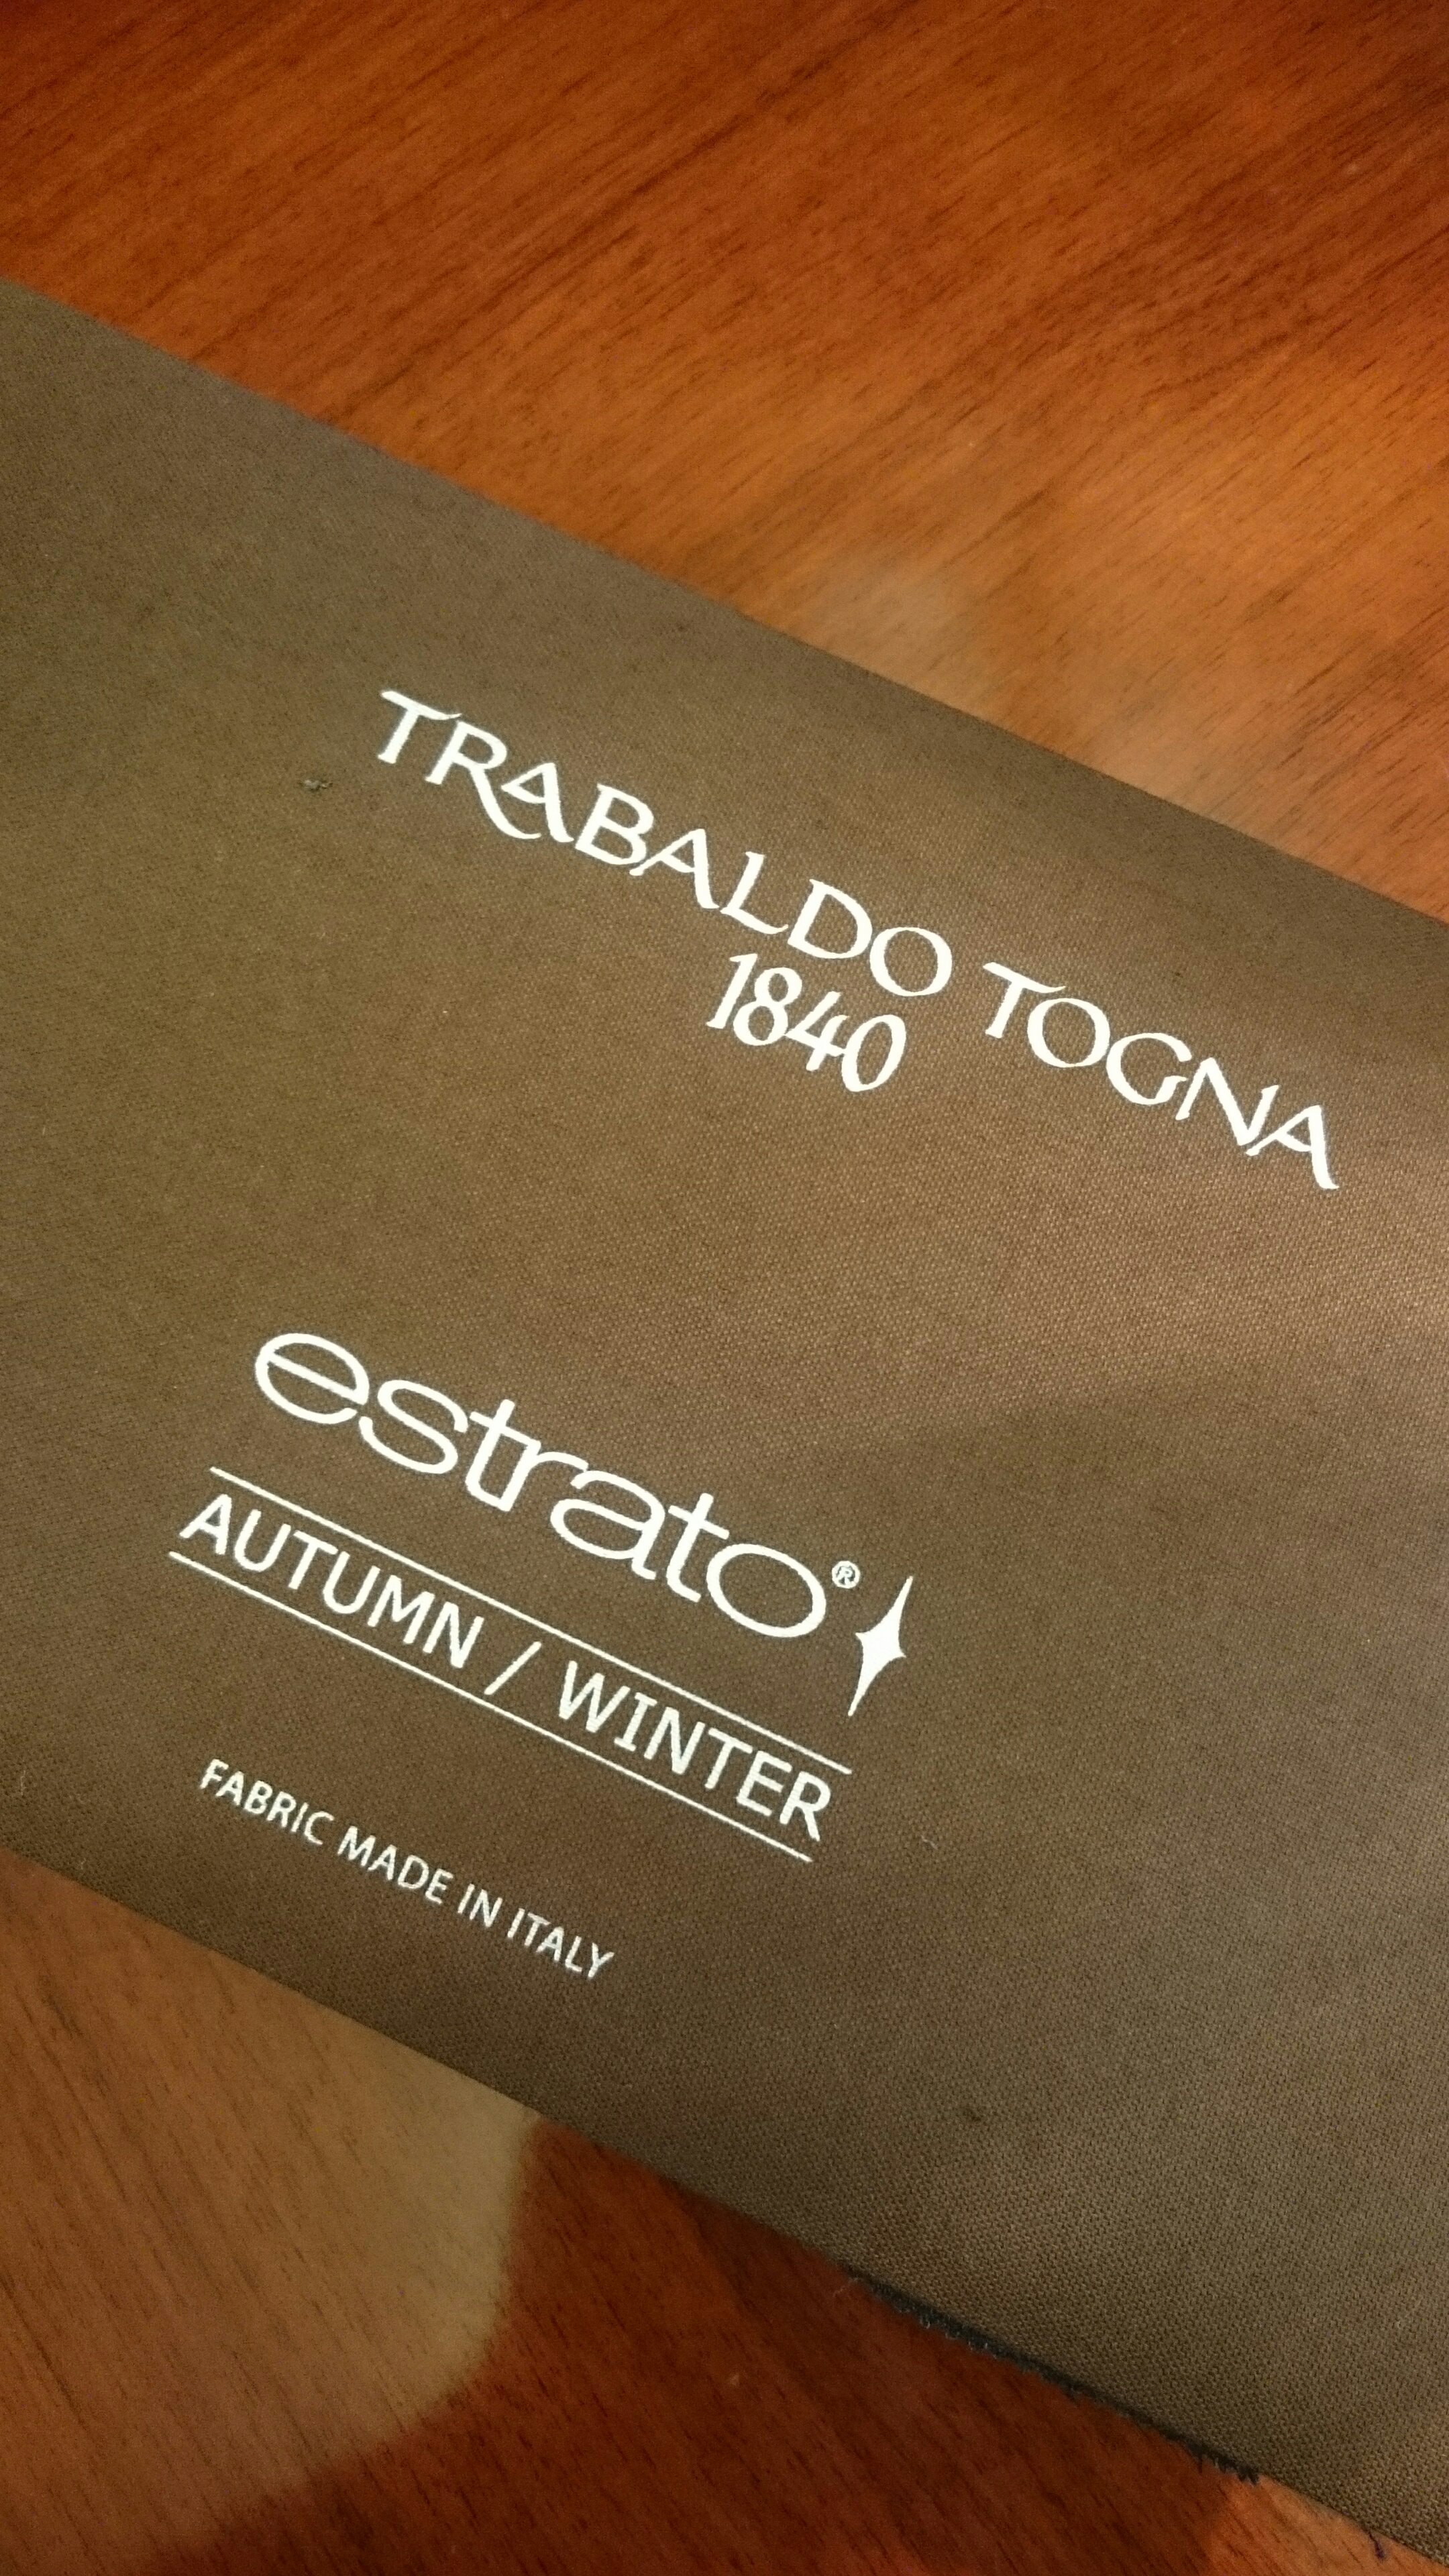 TRABALDO TOGNA
1840
estrato®
AUTUMN / WINTER
FABRIC MADE IN ITALY